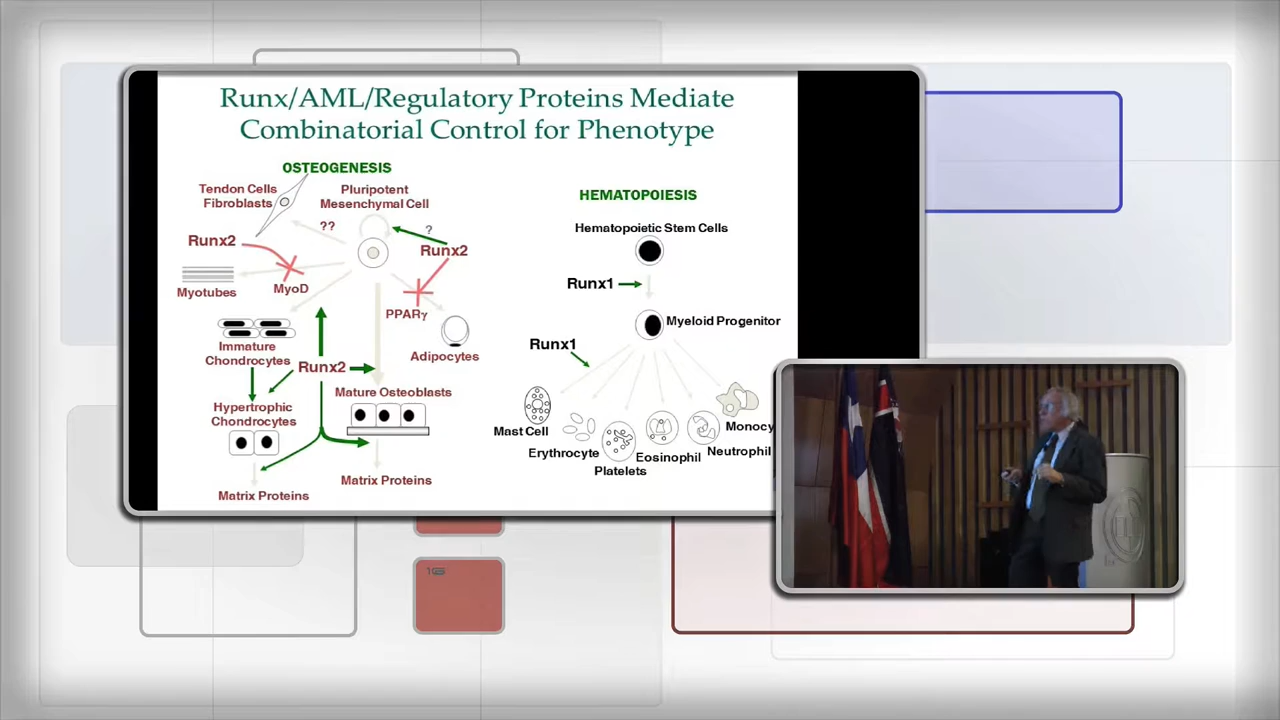 Runx/AML/Regulatory Proteins Mediate
Combinatorial Control for Phenotype
OSTEOGENESIS
Tendon Cells
Fibroblasts
Pluripotent
Mesenchymal Cell
??
?
Runx2
Runx2
Myotubes
MyoD
PPARγ
Adipocytes
Immature
Chondrocytes
Runx2
Mature Osteoblasts
Hypertrophic
Chondrocytes
Matrix Proteins
Matrix Proteins
HEMATOPOIESIS
Hematopoietic Stem Cells
Runx1
Myeloid Progenitor
Runx1
Mast Cell
Erythrocyte
Platelets
Eosinophil
Neutrophil
Monocy